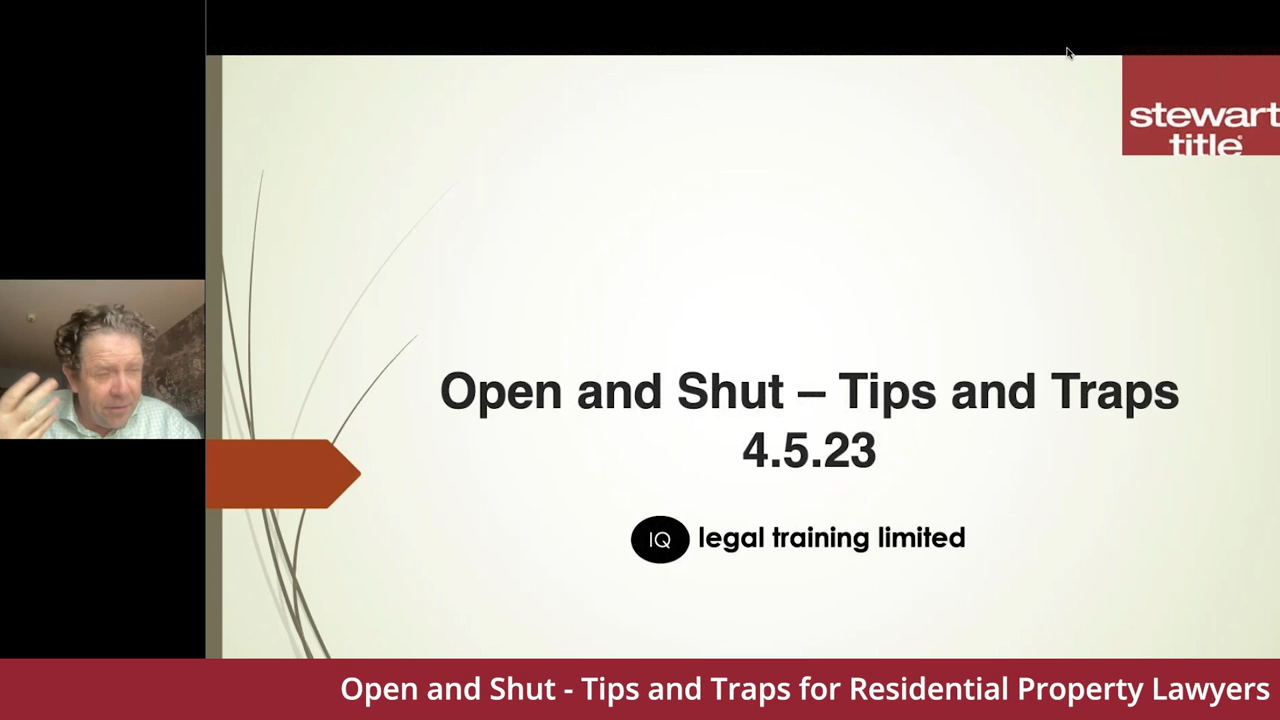 stewart
title
Open and Shut – Tips and Traps
4.5.23
IQ legal training limited
Open and Shut - Tips and Traps for Residential Property Lawyers